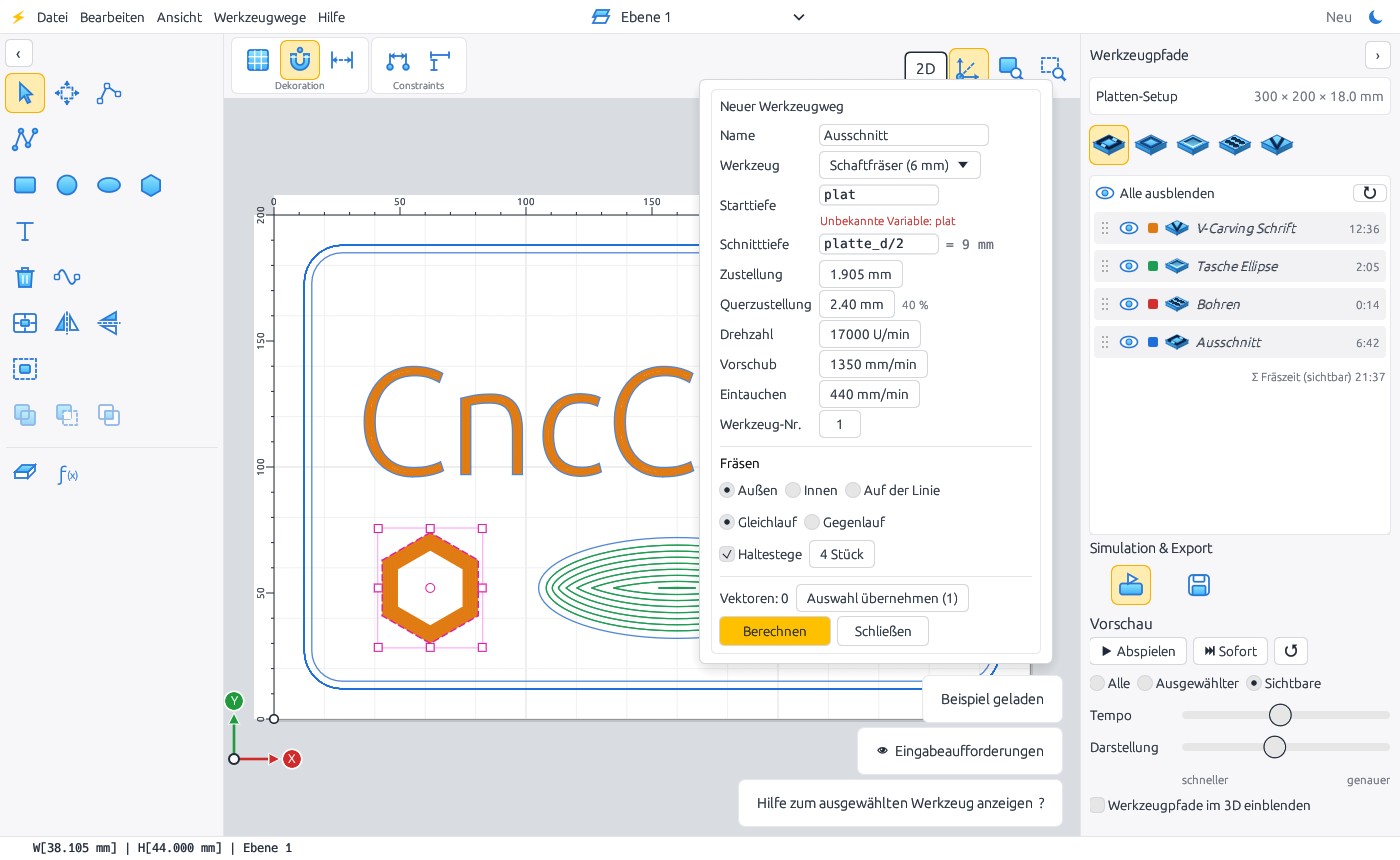 Datei Bearbeiten Ansicht Werkzeugwege Hilfe
Ebene 1
Neu
Dekoration
Constraints
2D
f(x)
0 50 100 150
200
150
100
50
0
CncC
Y
X
Neuer Werkzeugweg
Name Ausschnitt
Werkzeug Schaftfräser (6 mm)
Starttiefe plat
Unbekannte Variable: plat
Schnitttiefe platte_d/2 = 9 mm
Zustellung 1.905 mm
Querzustellung 2.40 mm 40 %
Drehzahl 17000 U/min
Vorschub 1350 mm/min
Eintauchen 440 mm/min
Werkzeug-Nr. 1
Fräsen
Außen Innen Auf der Linie
Gleichlauf Gegenlauf
Haltestege 4 Stück
Vektoren: 0 Auswahl übernehmen (1)
Berechnen Schließen
Beispiel geladen
Eingabeaufforderungen
Hilfe zum ausgewählten Werkzeug anzeigen ?
Werkzeugpfade
Platten-Setup 300 × 200 × 18.0 mm
Alle ausblenden
V-Carving Schrift 12:36
Tasche Ellipse 2:05
Bohren 0:14
Ausschnitt 6:42
Σ Fräszeit (sichtbar) 21:37
Simulation & Export
Vorschau
Abspielen Sofort
Alle Ausgewählter Sichtbare
Tempo
Darstellung
schneller genauer
Werkzeugpfade im 3D einblenden
W[38.105 mm] | H[44.000 mm] | Ebene 1